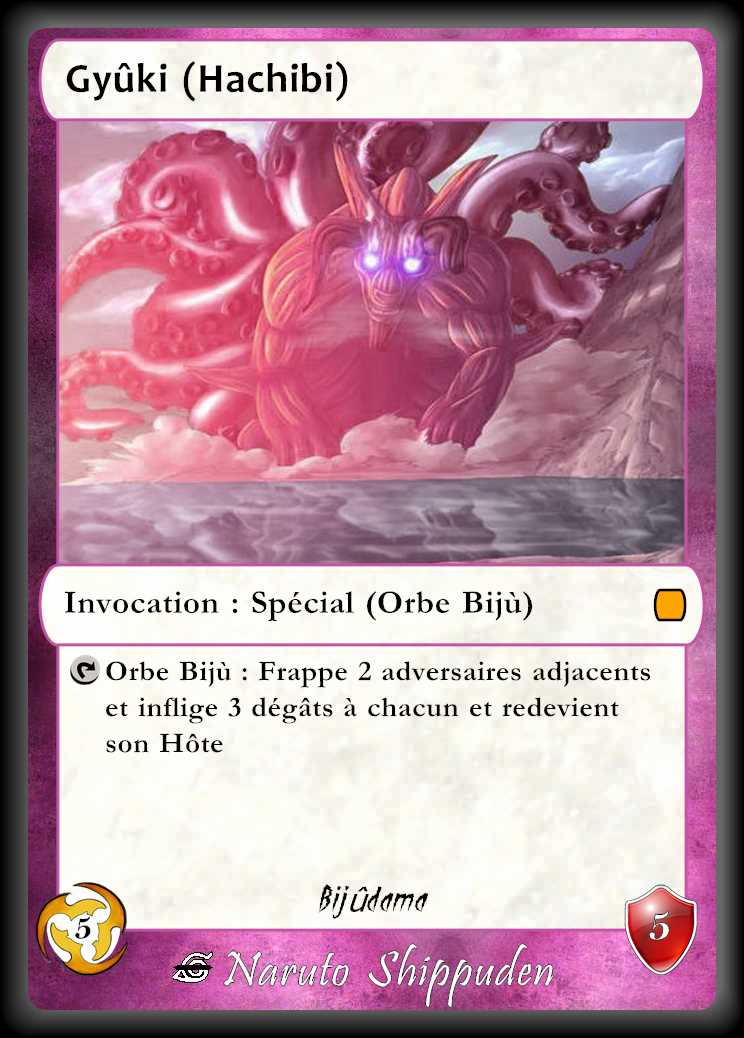 Gyûki (Hachibi)
Invocation : Spécial (Orbe Bijù)
Orbe Bijù : Frappe 2 adversaires adjacents
et inflige 3 dégâts à chacun et redevient
son Hôte
Bijûdama
5
5
Naruto Shippuden